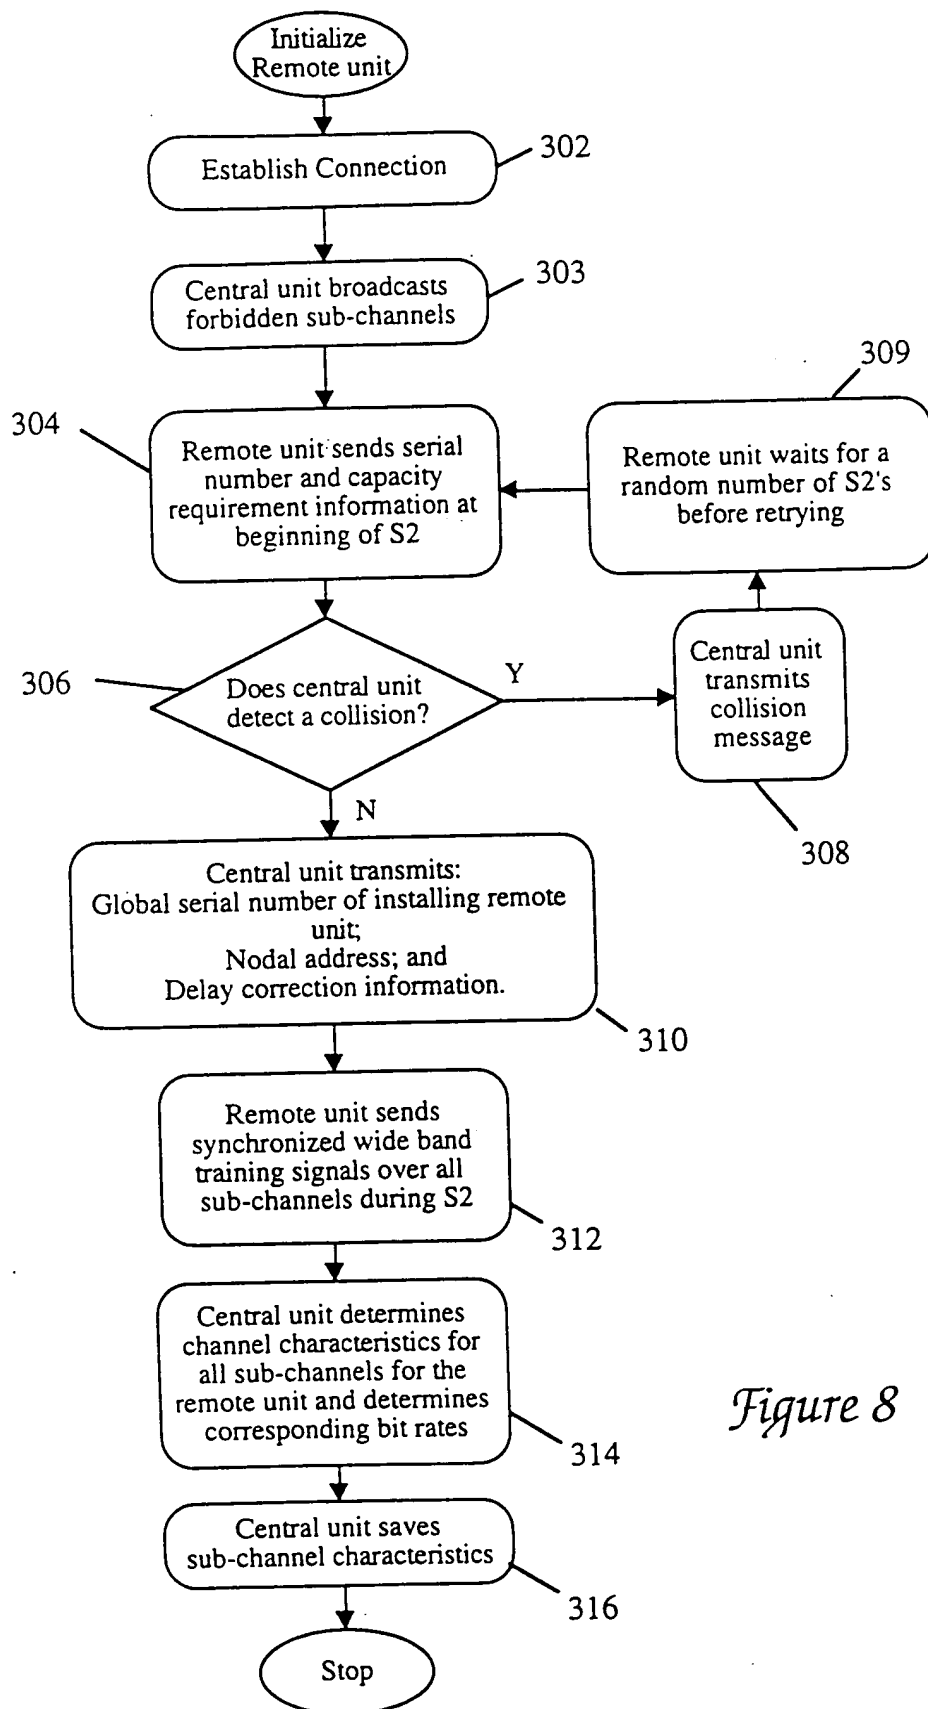 Initialize
Remote unit
302
Establish Connection
303
Central unit broadcasts
forbidden sub-channels
309
304
Remote unit sends serial
number and capacity
requirement information at
beginning of S2
Remote unit waits for a
random number of S2's
before retrying
306
Does central unit
detect a collision?
Y
Central unit
transmits
collision
message
308
N
Central unit transmits:
Global serial number of installing remote
unit;
Nodal address; and
Delay correction information.
310
Remote unit sends
synchronized wide band
training signals over all
sub-channels during S2
312
Central unit determines
channel characteristics for
all sub-channels for the
remote unit and determines
corresponding bit rates
314
Figure 8
Central unit saves
sub-channel characteristics
316
Stop